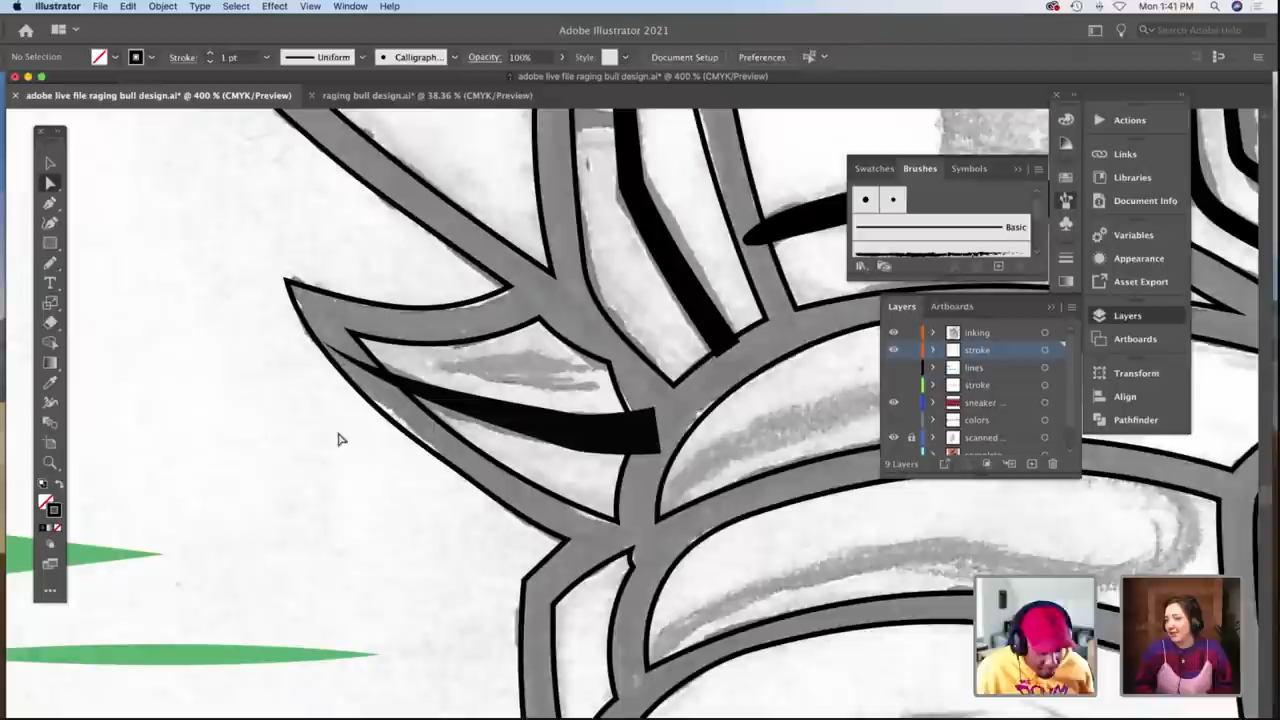 Illustrator File Edit Object Type Select Effect View Window Help Mon 1:41 PM
Adobe Illustrator 2021 Search Adobe Help
No Selection Stroke: 1 pt Uniform Calligraph... Opacity: 100% Style: Document Setup Preferences
adobe live file raging bull design.ai* @ 400 % (CMYK/Preview)
adobe live file raging bull design.ai* @ 400 % (CMYK/Preview) raging bull design.ai* @ 38.36 % (CMYK/Preview)
Swatches Brushes Symbols
Basic
Layers Artboards
inking
stroke
lines
stroke
sneaker ...
colors
scanned ...
9 Layers
Actions
Links
Libraries
Document Info
Variables
Appearance
Asset Export
Layers
Artboards
Transform
Align
Pathfinder